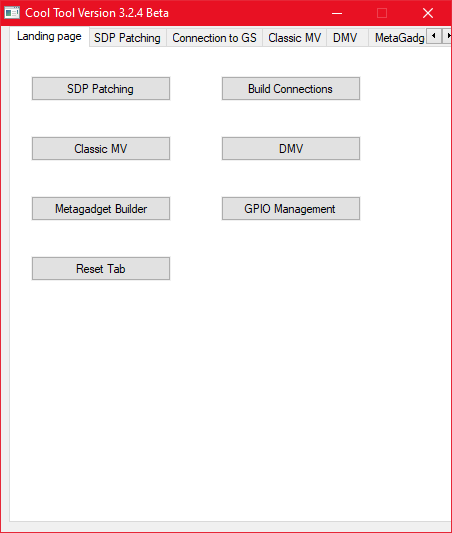 Cool Tool Version 3.2.4 Beta
Landing page SDP Patching Connection to GS Classic MV DMV MetaGadg
SDP Patching Build Connections
Classic MV DMV
Metagadget Builder GPIO Management
Reset Tab